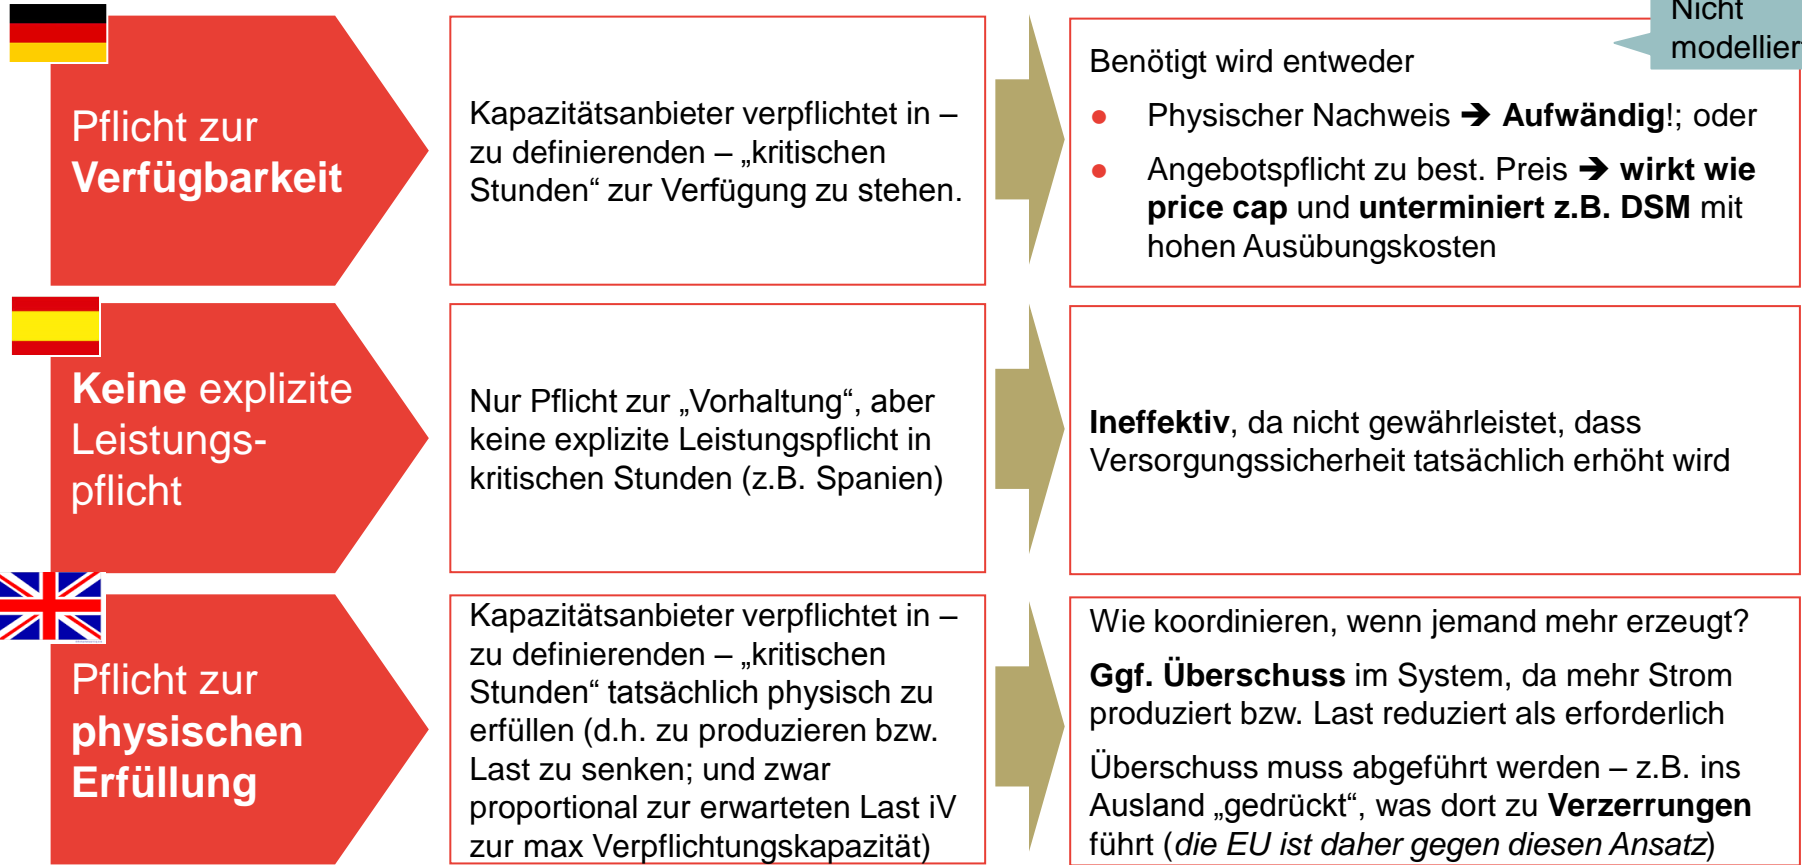 Pflicht zur
Verfügbarkeit
Kapazitätsanbieter verpflichtet in –
zu definierenden – „kritischen
Stunden“ zur Verfügung zu stehen.
Nicht
modellier
Benötigt wird entweder
● Physischer Nachweis ➔ Aufwändig!; oder
● Angebotspflicht zu best. Preis ➔ wirkt wie
price cap und unterminiert z.B. DSM mit
hohen Ausübungskosten
Keine explizite
Leistungs-
pflicht
Nur Pflicht zur „Vorhaltung“, aber
keine explizite Leistungspflicht in
kritischen Stunden (z.B. Spanien)
Ineffektiv, da nicht gewährleistet, dass
Versorgungssicherheit tatsächlich erhöht wird
Pflicht zur
physischen
Erfüllung
Kapazitätsanbieter verpflichtet in –
zu definierenden – „kritischen
Stunden“ tatsächlich physisch zu
erfüllen (d.h. zu produzieren bzw.
Last zu senken; und zwar
proportional zur erwarteten Last iV
zur max Verpflichtungskapazität)
Wie koordinieren, wenn jemand mehr erzeugt?
Ggf. Überschuss im System, da mehr Strom
produziert bzw. Last reduziert als erforderlich
Überschuss muss abgeführt werden – z.B. ins
Ausland „gedrückt“, was dort zu Verzerrungen
führt (die EU ist daher gegen diesen Ansatz)